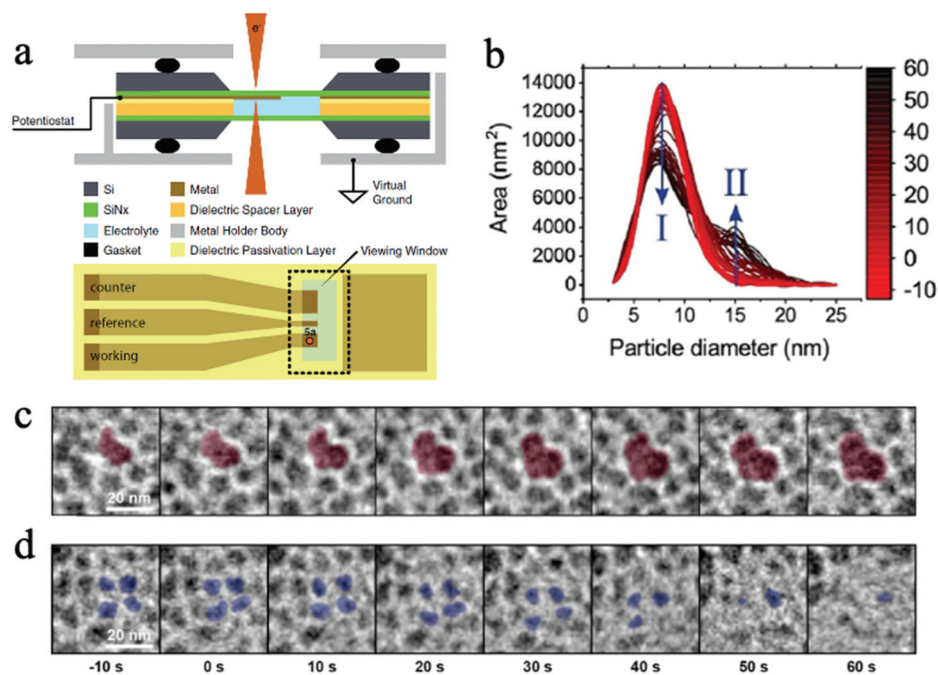 a
e-
Potentiostat
Virtual
Ground
Si
SiNx
Electrolyte
Gasket
Metal
Dielectric Spacer Layer
Metal Holder Body
Dielectric Passivation Layer
Viewing Window
counter
reference
working
5a
b
14000
12000
10000
8000
6000
4000
2000
0
Area (nm²)
5 10 15 20 25
Particle diameter (nm)
I
II
60
50
40
30
20
10
0
-10
c
20 nm
d
20 nm
-10 s 0 s 10 s 20 s 30 s 40 s 50 s 60 s